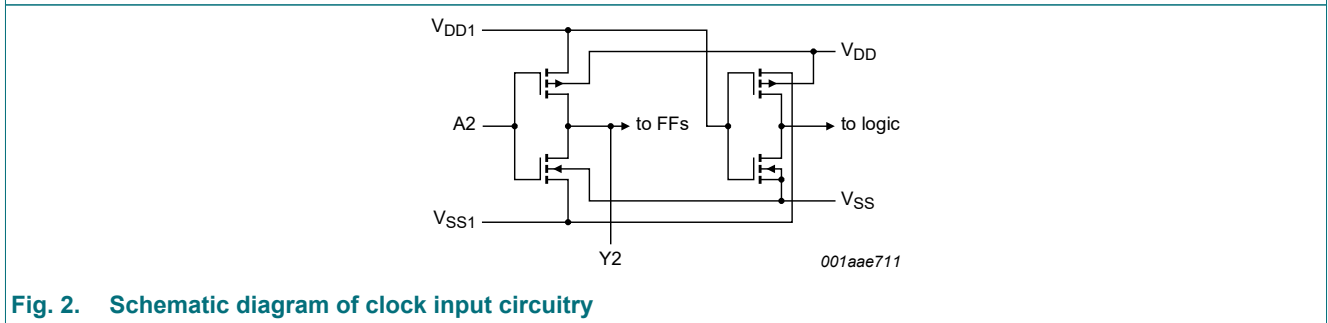 VDD1
VDD
A2
to FFs
to logic
VSS
VSS1
Y2
001aae711
Fig. 2. Schematic diagram of clock input circuitry